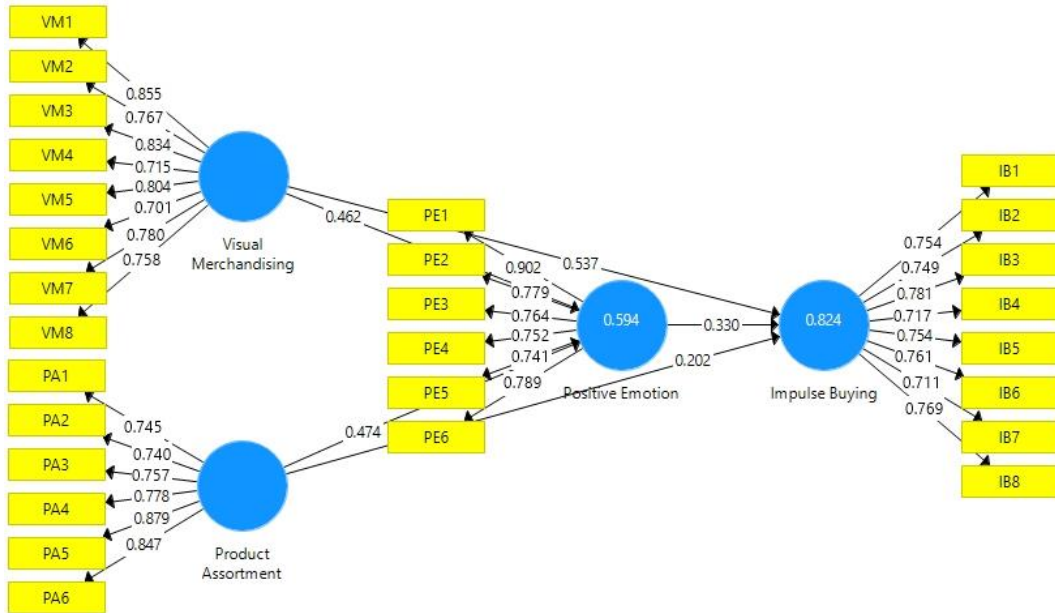 VM1
VM2
VM3
VM4
VM5
VM6
VM7
VM8
0.855
0.767
0.834
0.715
0.804
0.701
0.780
0.758
Visual
Merchandising
PA1
PA2
PA3
PA4
PA5
PA6
0.745
0.740
0.757
0.778
0.879
0.847
Product
Assortment
0.462
0.537
0.474
0.202
PE1
PE2
PE3
PE4
PE5
PE6
0.902
0.779
0.764
0.752
0.741
0.789
0.594
Positive Emotion
0.330
0.824
Impulse Buying
0.754
0.749
0.781
0.717
0.754
0.761
0.711
0.769
IB1
IB2
IB3
IB4
IB5
IB6
IB7
IB8